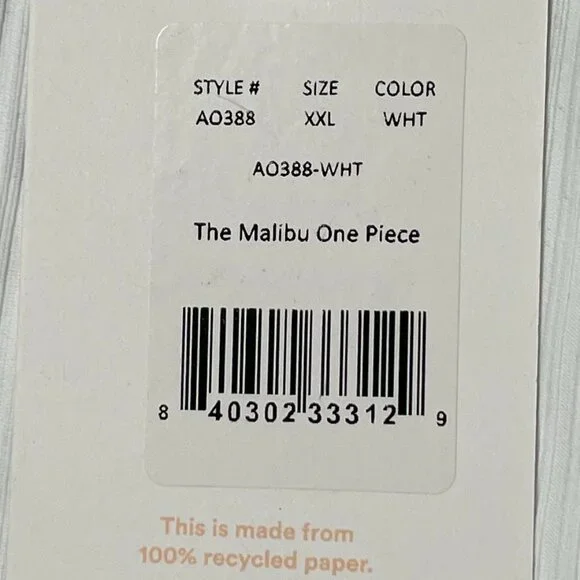 STYLE # SIZE COLOR
AO388 XXL WHT
AO388-WHT
The Malibu One Piece
8 40302 33312 9
This is made from
100% recycled paper.